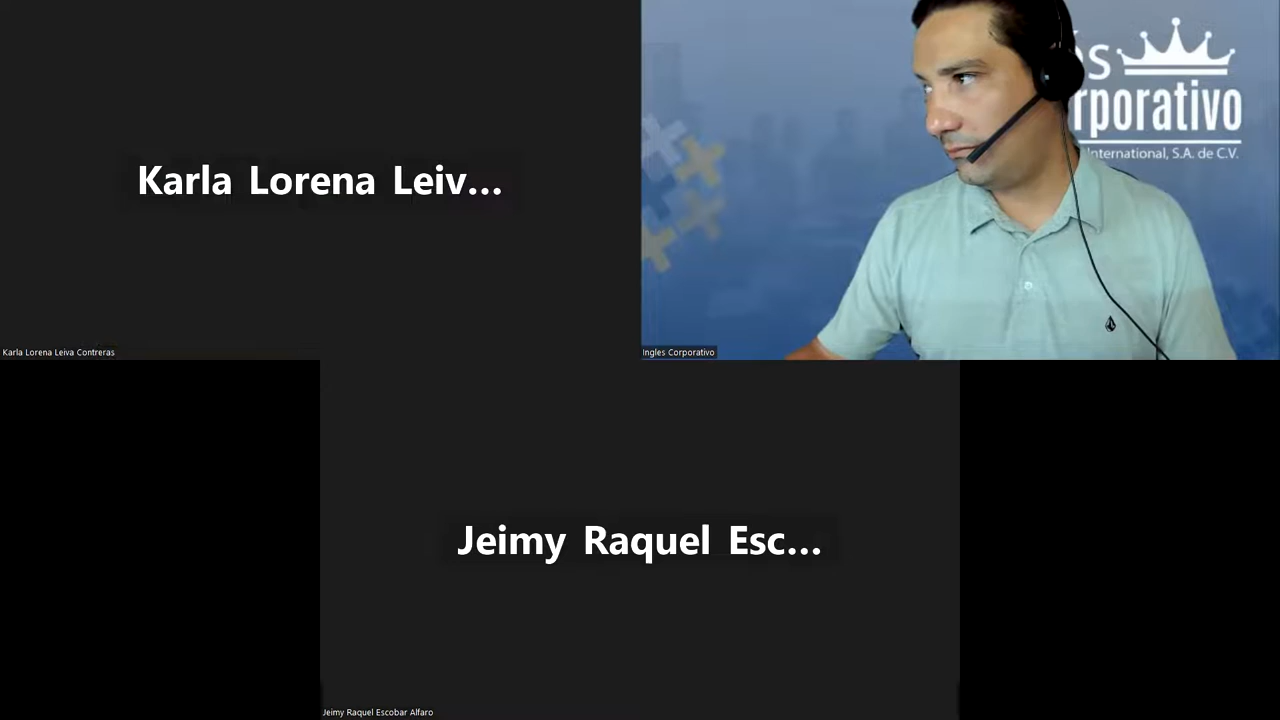 Karla Lorena Leiv...
ós
rporativo
International, S.A. de C.V.
Karla Lorena Leiva Contreras
Ingles Corporativo
Jeimy Raquel Esc...
Jeimy Raquel Escobar Alfaro